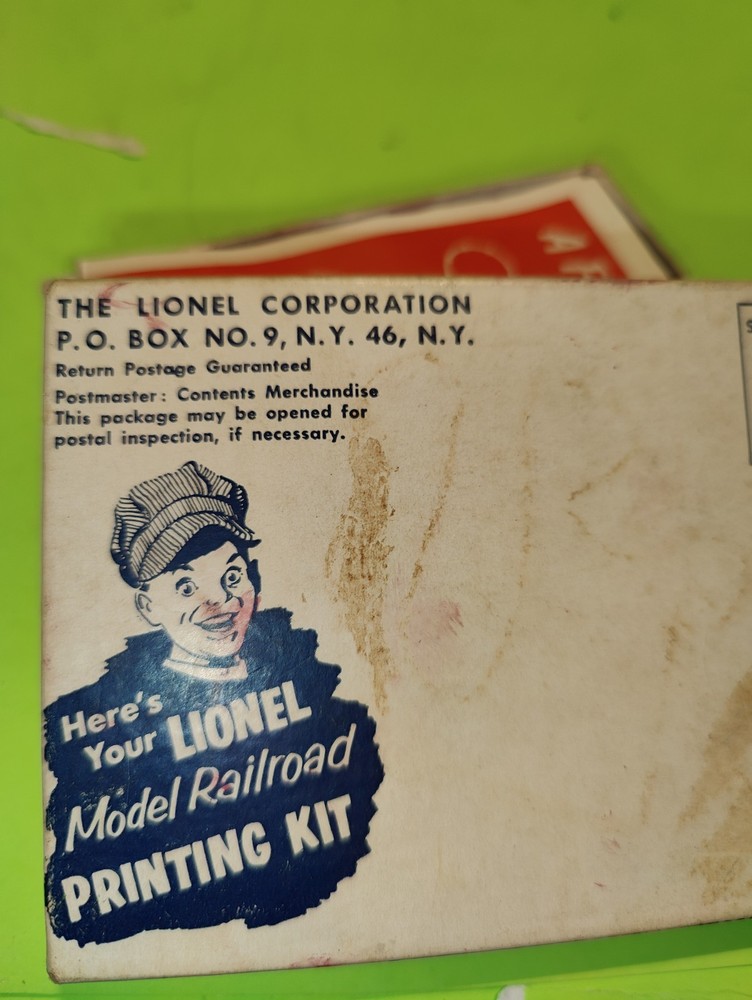 THE LIONEL CORPORATION
P.O. BOX NO. 9, N.Y. 46, N.Y.
Return Postage Guaranteed
Postmaster: Contents Merchandise
This package may be opened for
postal inspection, if necessary.
Here's
Your LIONEL
Model Railroad
PRINTING KIT